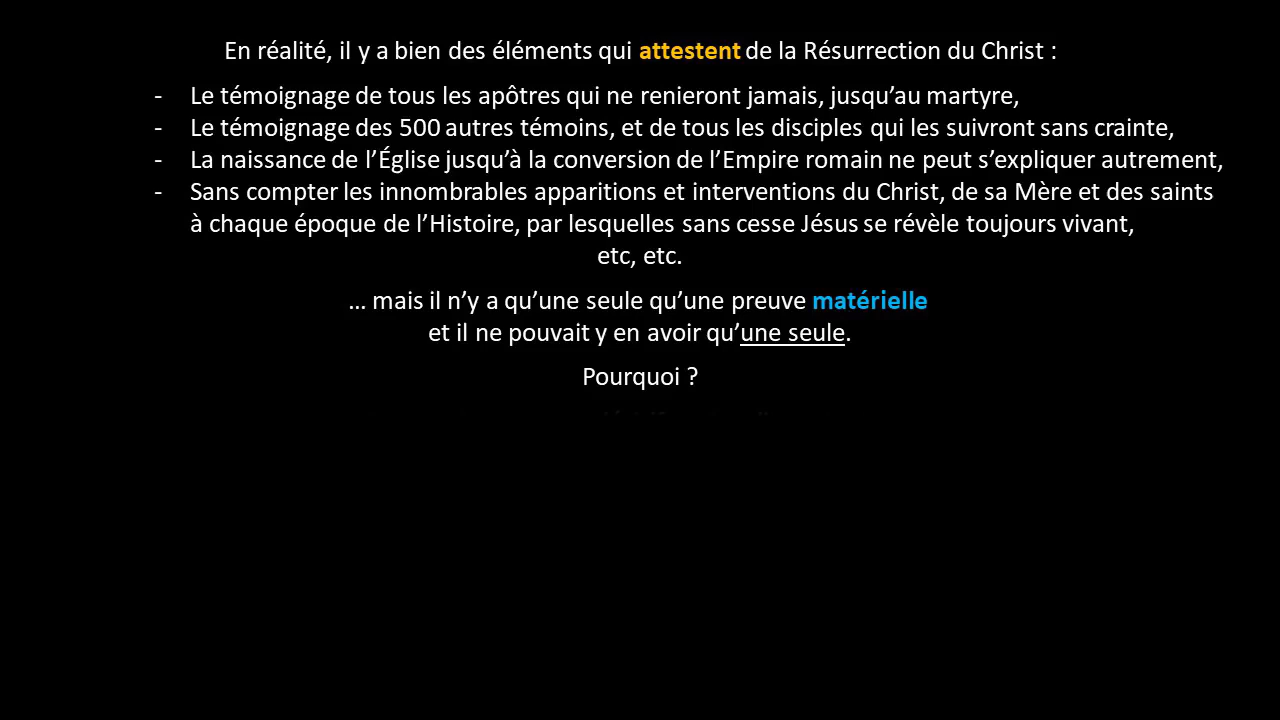 En réalité, il y a bien des éléments qui attestent de la Résurrection du Christ :
- Le témoignage de tous les apôtres qui ne renieront jamais, jusqu’au martyre,
- Le témoignage des 500 autres témoins, et de tous les disciples qui les suivront sans crainte,
- La naissance de l’Église jusqu’à la conversion de l’Empire romain ne peut s’expliquer autrement,
- Sans compter les innombrables apparitions et interventions du Christ, de sa Mère et des saints
à chaque époque de l’Histoire, par lesquelles sans cesse Jésus se révèle toujours vivant,
etc, etc.
... mais il n’y a qu’une seule qu’une preuve matérielle
et il ne pouvait y en avoir qu’une seule.
Pourquoi ?